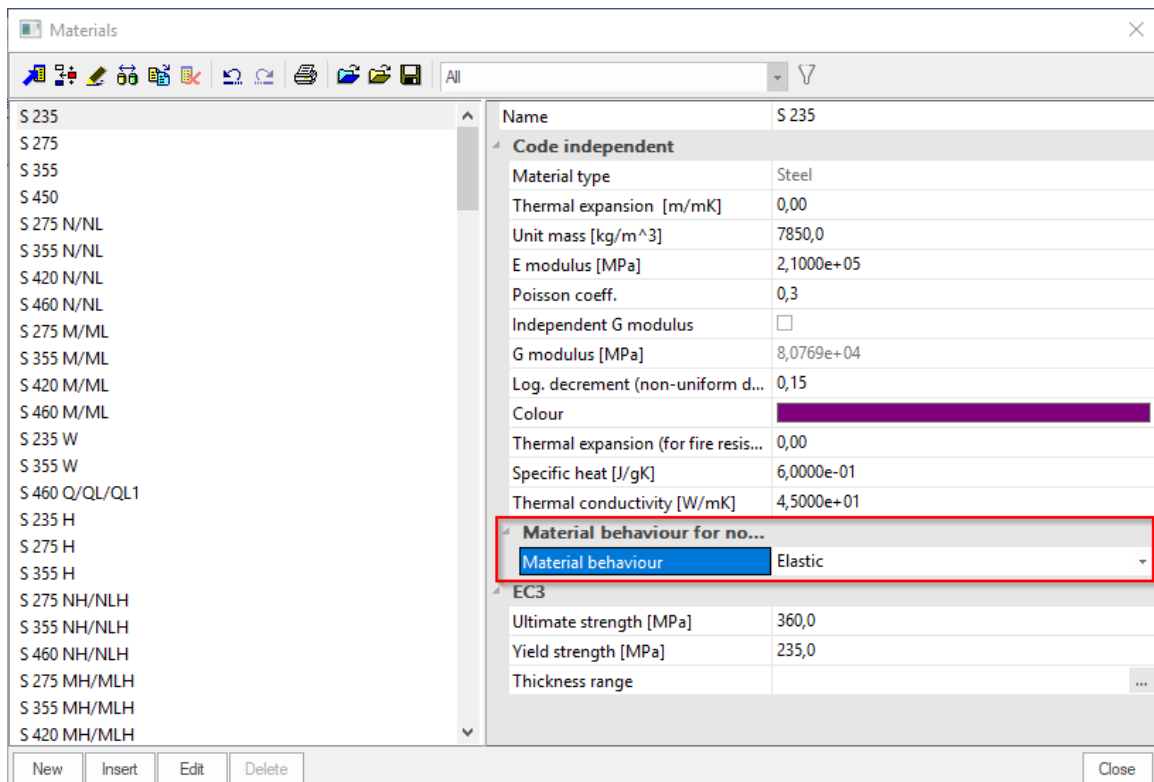 Materials
All
S 235
S 275
S 355
S 450
S 275 N/NL
S 355 N/NL
S 420 N/NL
S 460 N/NL
S 275 M/ML
S 355 M/ML
S 420 M/ML
S 460 M/ML
S 235 W
S 355 W
S 460 Q/QL/QL1
S 235 H
S 275 H
S 355 H
S 275 NH/NLH
S 355 NH/NLH
S 460 NH/NLH
S 275 MH/MLH
S 355 MH/MLH
S 420 MH/MLH
Name S 235
Code independent
Material type Steel
Thermal expansion [m/mK] 0,00
Unit mass [kg/m^3] 7850,0
E modulus [MPa] 2,1000e+05
Poisson coeff. 0,3
Independent G modulus
G modulus [MPa] 8,0769e+04
Log. decrement (non-uniform d... 0,15
Colour
Thermal expansion (for fire resis... 0,00
Specific heat [J/gK] 6,0000e-01
Thermal conductivity [W/mK] 4,5000e+01
Material behaviour for no...
Material behaviour Elastic
EC3
Ultimate strength [MPa] 360,0
Yield strength [MPa] 235,0
Thickness range ...
New Insert Edit Delete Close